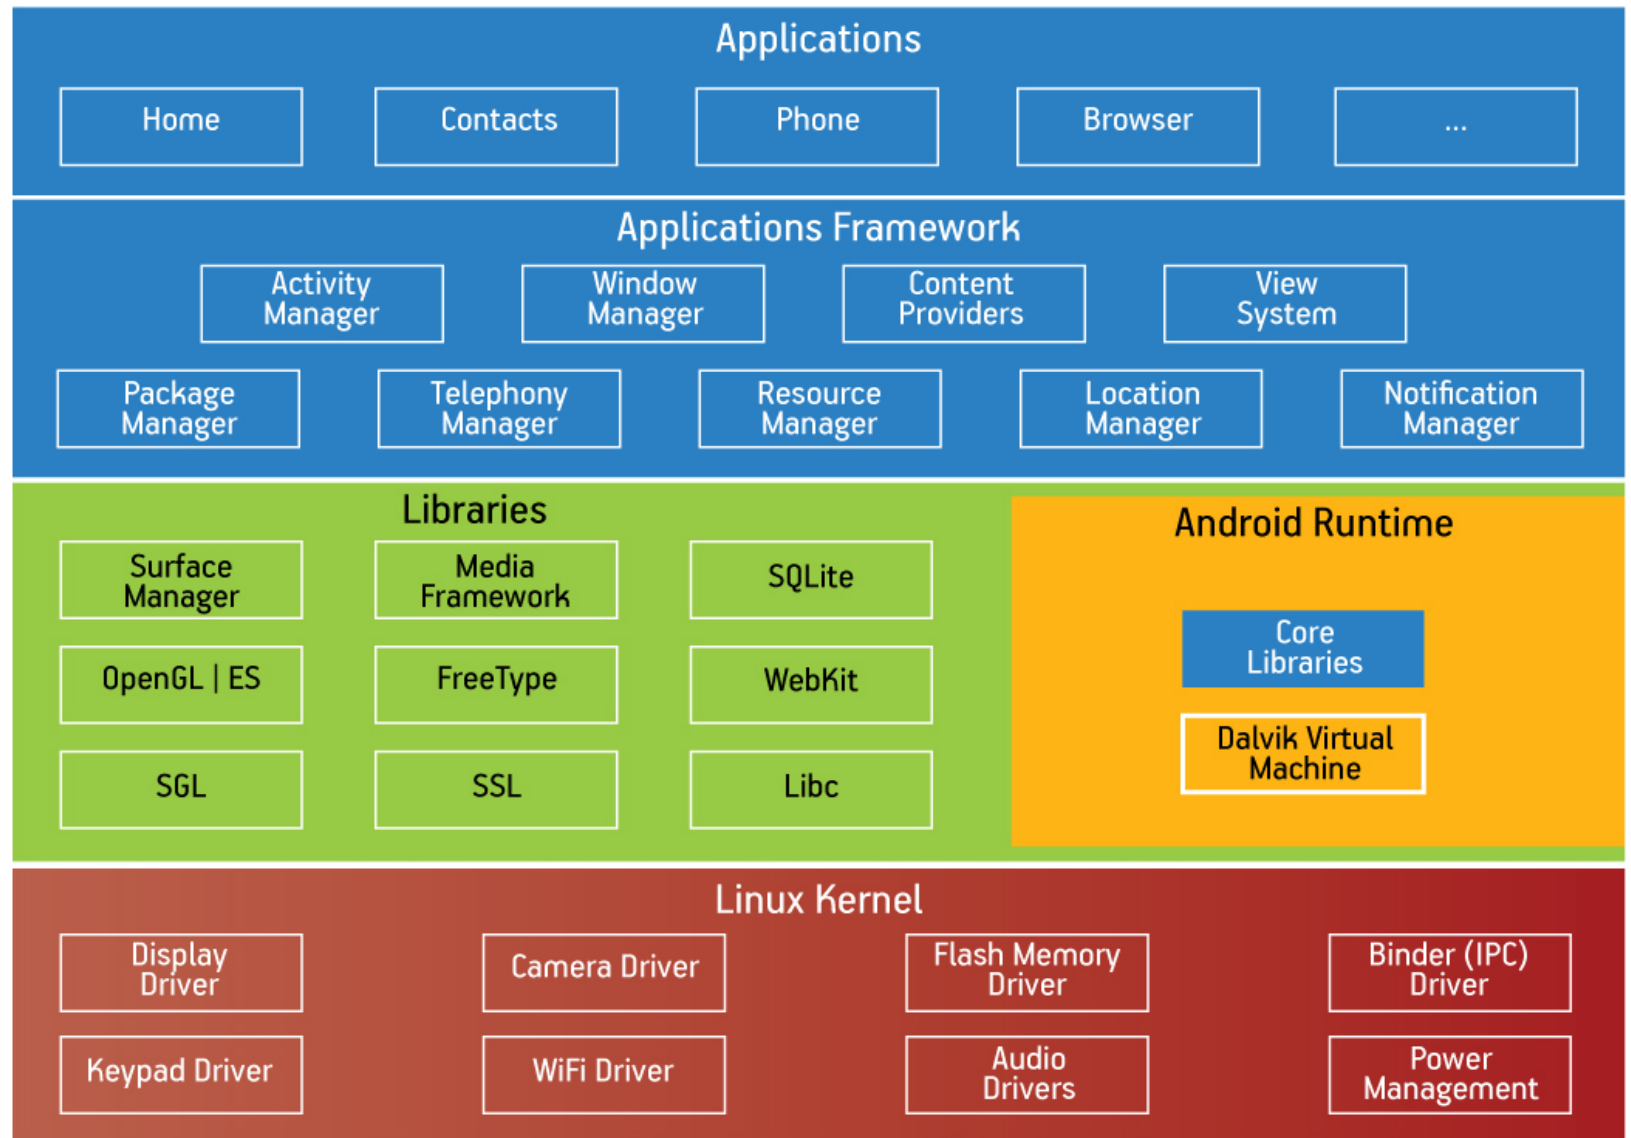 Applications
Home
Contacts
Phone
Browser
...
Applications Framework
Activity
Manager
Window
Manager
Content
Providers
View
System
Package
Manager
Telephony
Manager
Resource
Manager
Location
Manager
Notification
Manager
Libraries
Surface
Manager
Media
Framework
SQLite
OpenGL | ES
FreeType
WebKit
SGL
SSL
Libc
Android Runtime
Core
Libraries
Dalvik Virtual
Machine
Linux Kernel
Display
Driver
Camera Driver
Flash Memory
Driver
Binder (IPC)
Driver
Keypad Driver
WiFi Driver
Audio
Drivers
Power
Management